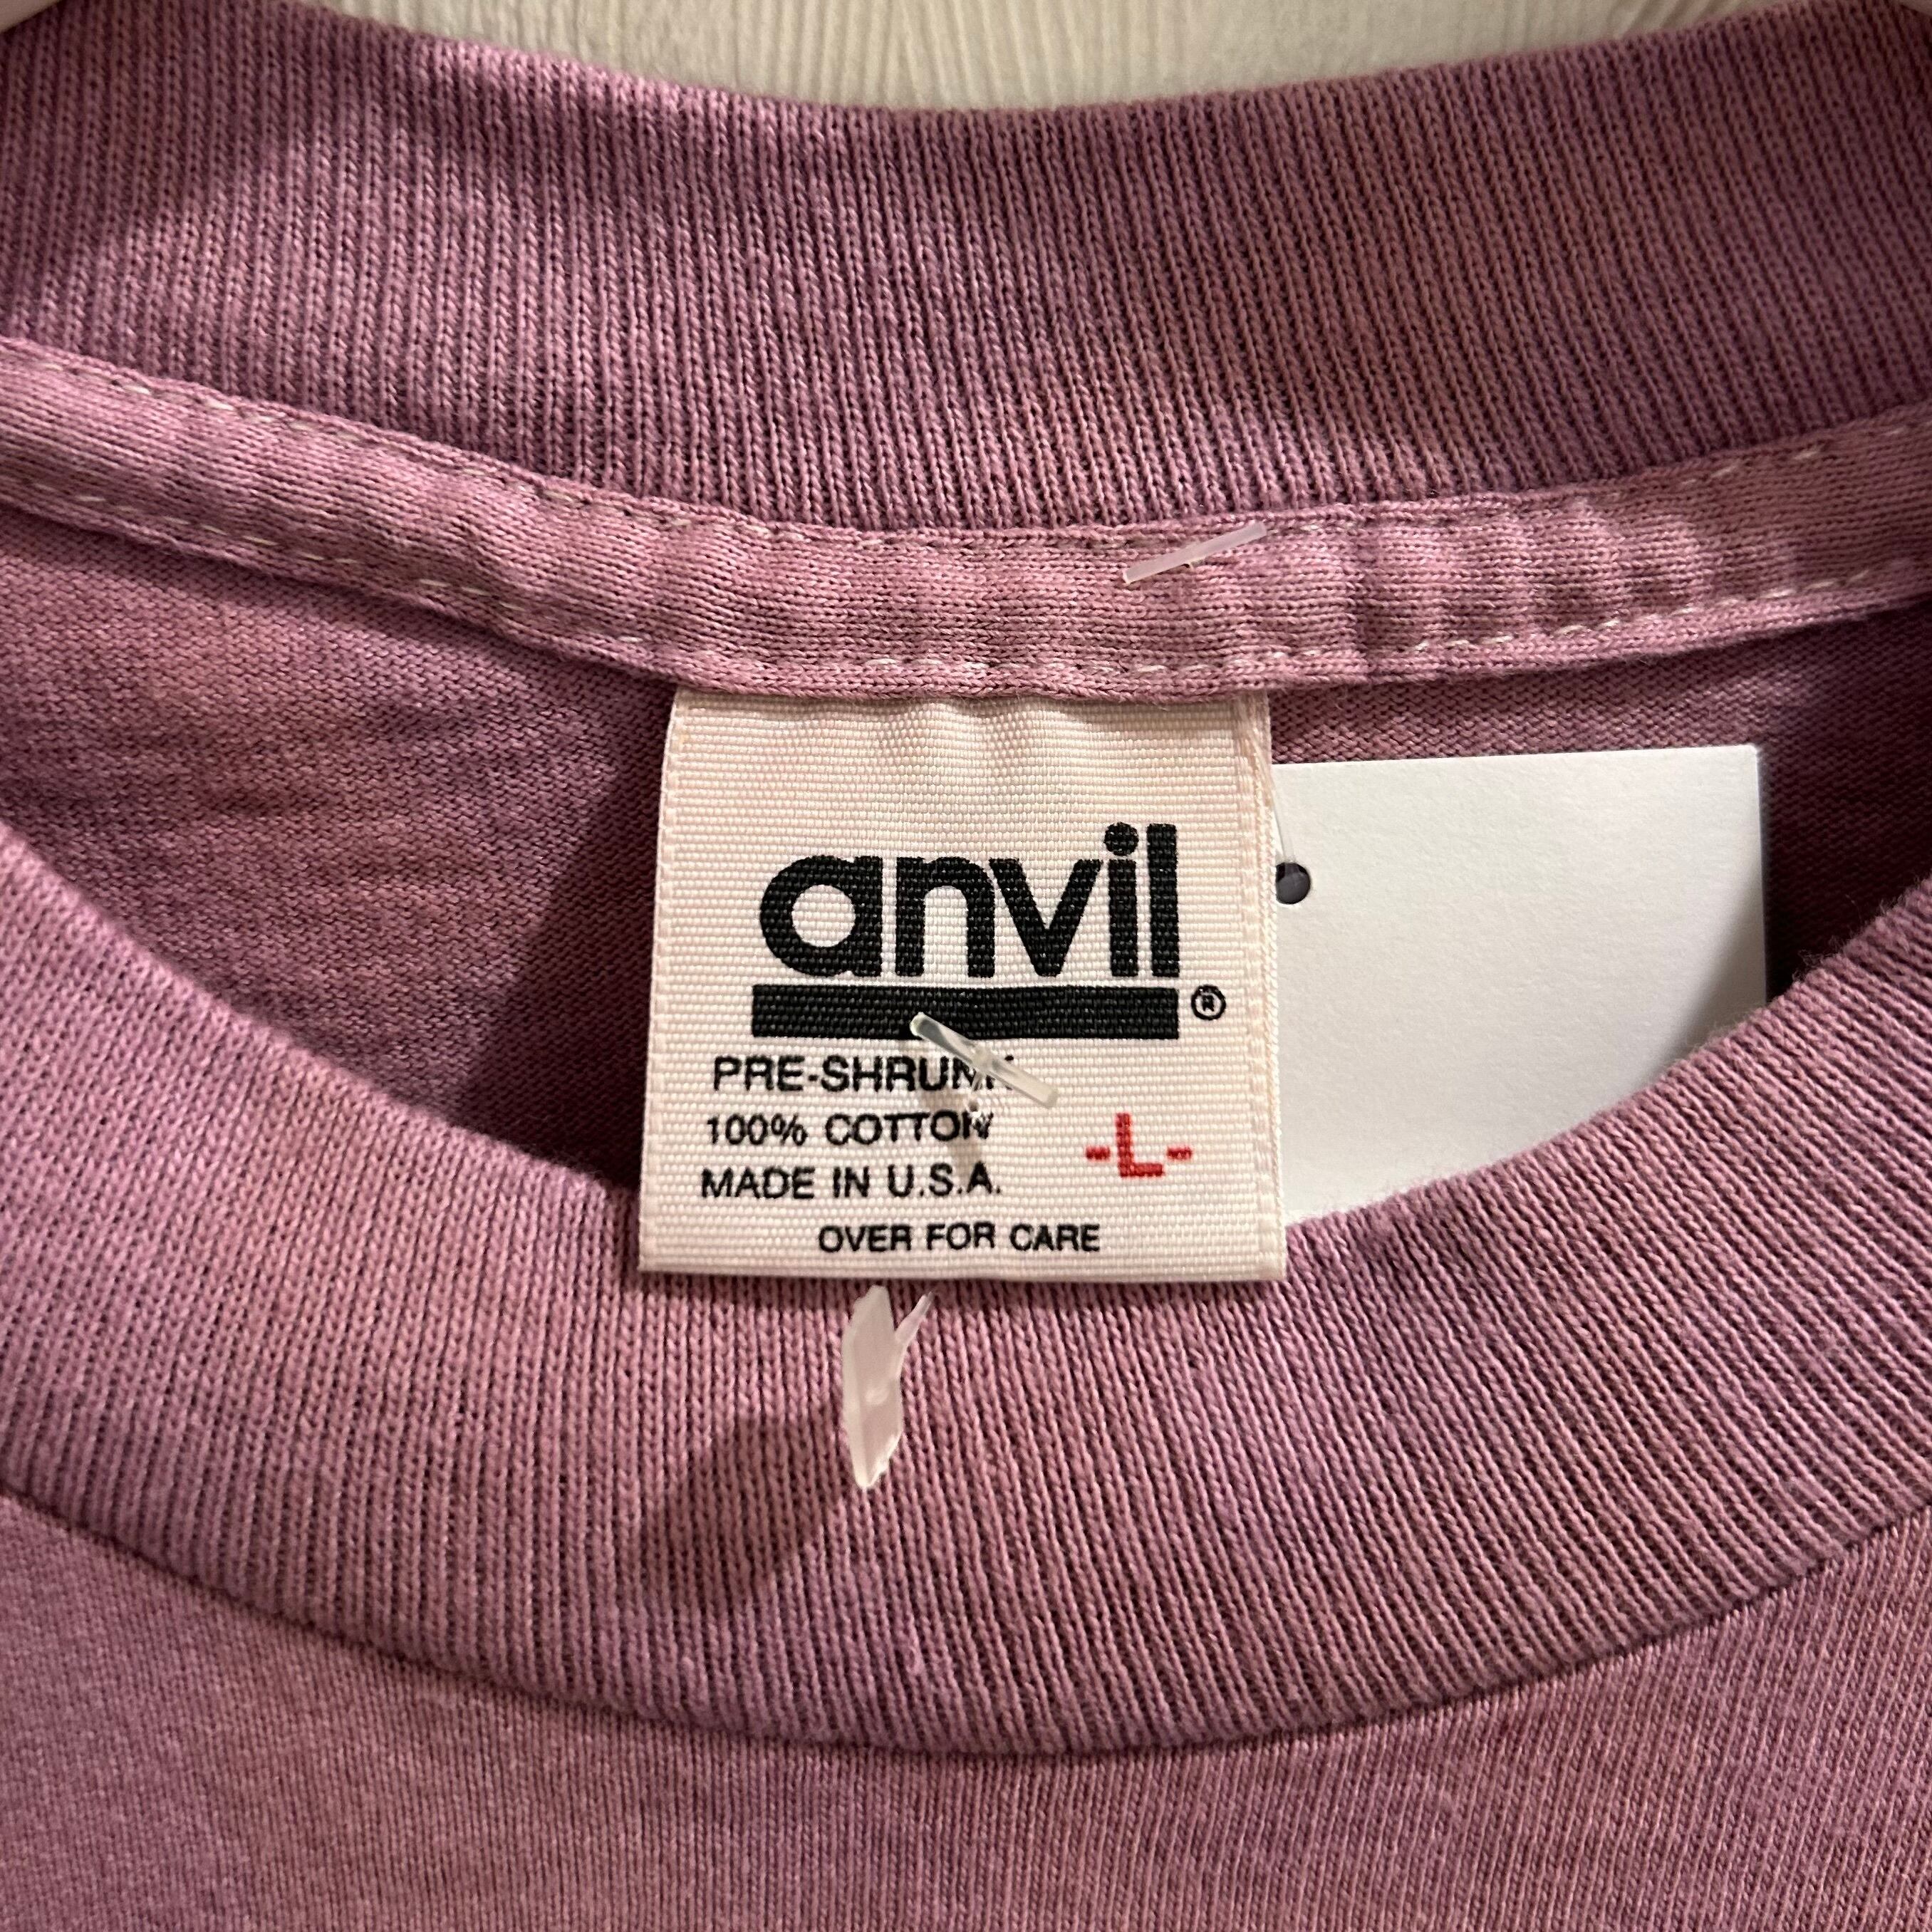 anvil®
PRE-SHRUNK
100% COTTON
MADE IN U.S.A.
-L-
OVER FOR CARE